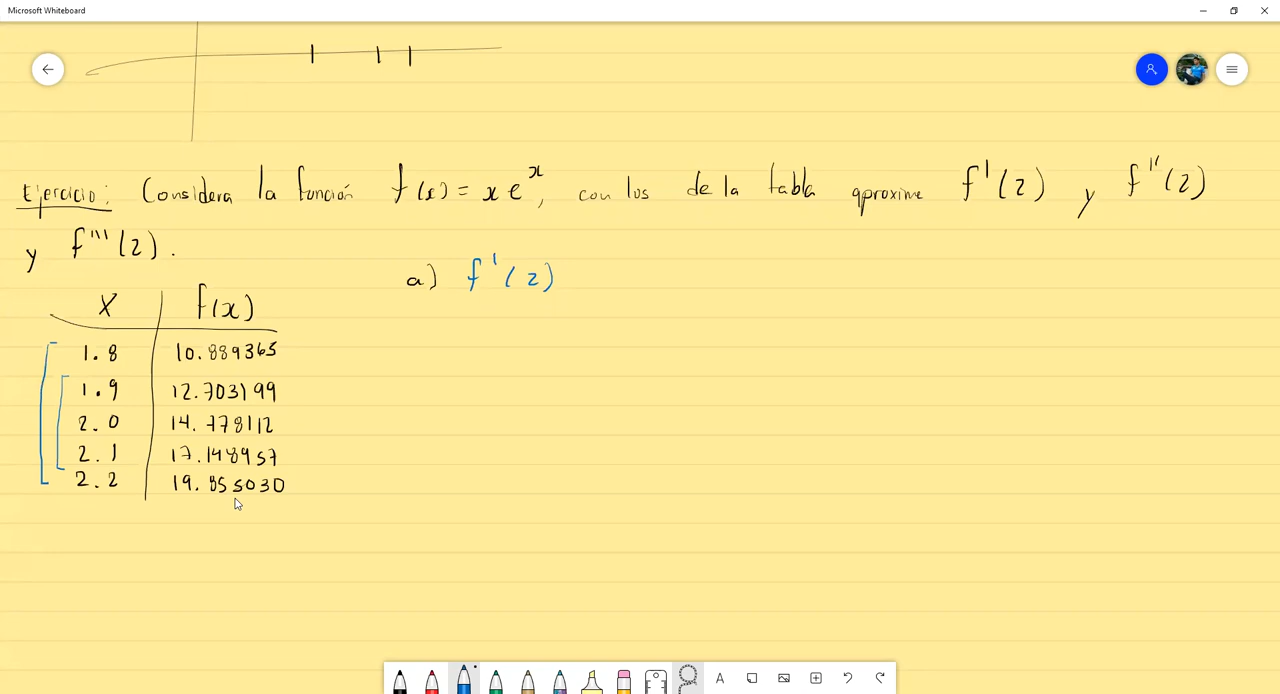 Microsoft Whiteboard
Ejercicio: Considera la función f(x) = x e^x, con los de la tabla aproxime f'(2) y f''(2)
y f'''(2).
a) f'(2)
X f(x)
1.8 10.889365
1.9 12.703199
2.0 14.778112
2.1 17.148957
2.2 19.855030
A